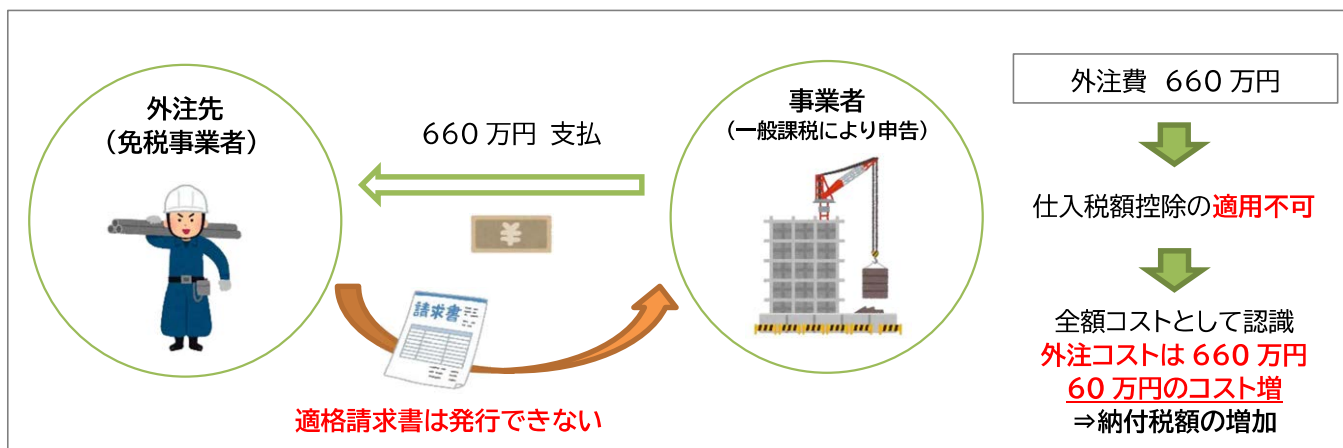 外注先
（免税事業者）
660 万円 支払
¥
請求書
適格請求書は発行できない
事業者
（一般課税により申告）
外注費 660 万円
仕入税額控除の適用不可
全額コストとして認識
外注コストは 660 万円
60 万円のコスト増
⇒納付税額の増加